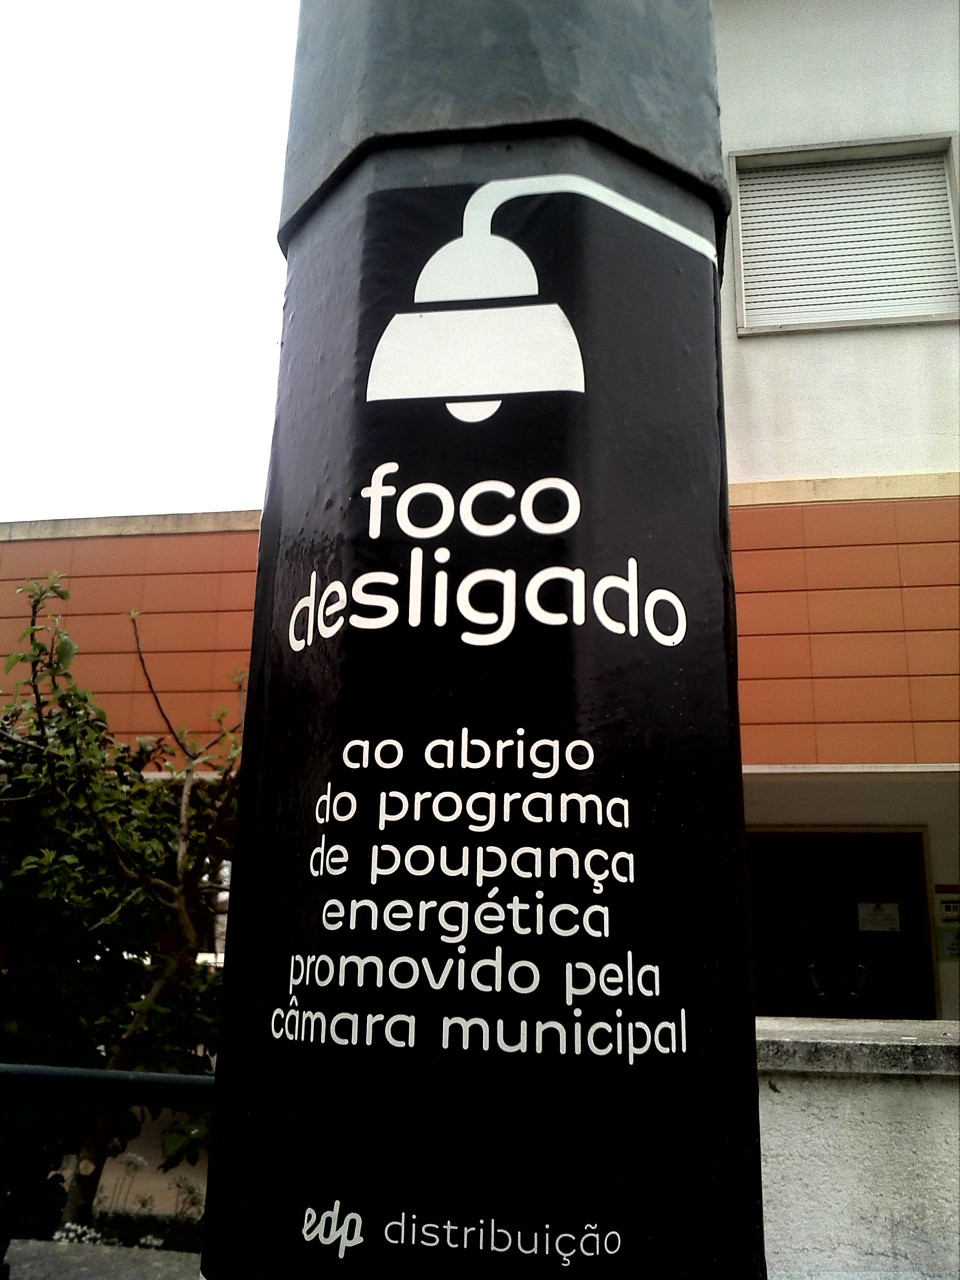 foco
desligado
ao abrigo
do programa
de poupança
energética
promovido pela
câmara municipal
edp distribuição